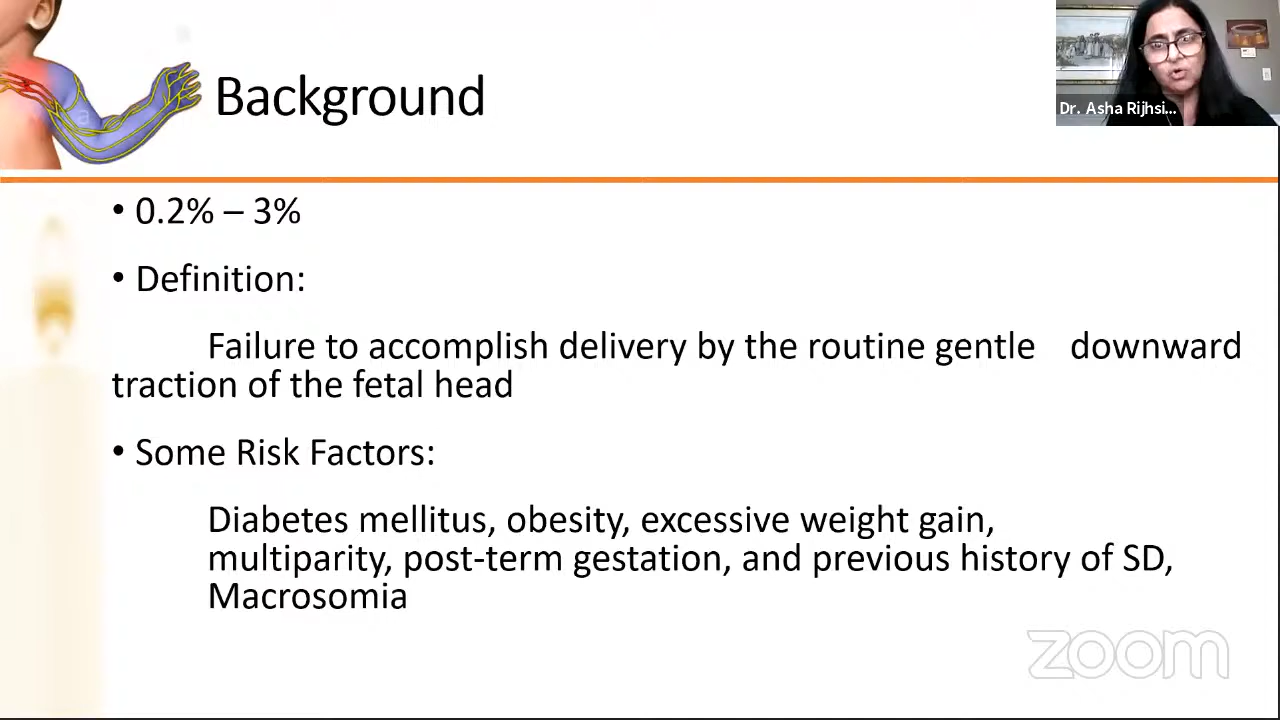 Background
Dr. Asha Rijhsi...
• 0.2% – 3%
• Definition:
Failure to accomplish delivery by the routine gentle downward
traction of the fetal head
• Some Risk Factors:
Diabetes mellitus, obesity, excessive weight gain,
multiparity, post-term gestation, and previous history of SD,
Macrosomia
zoom